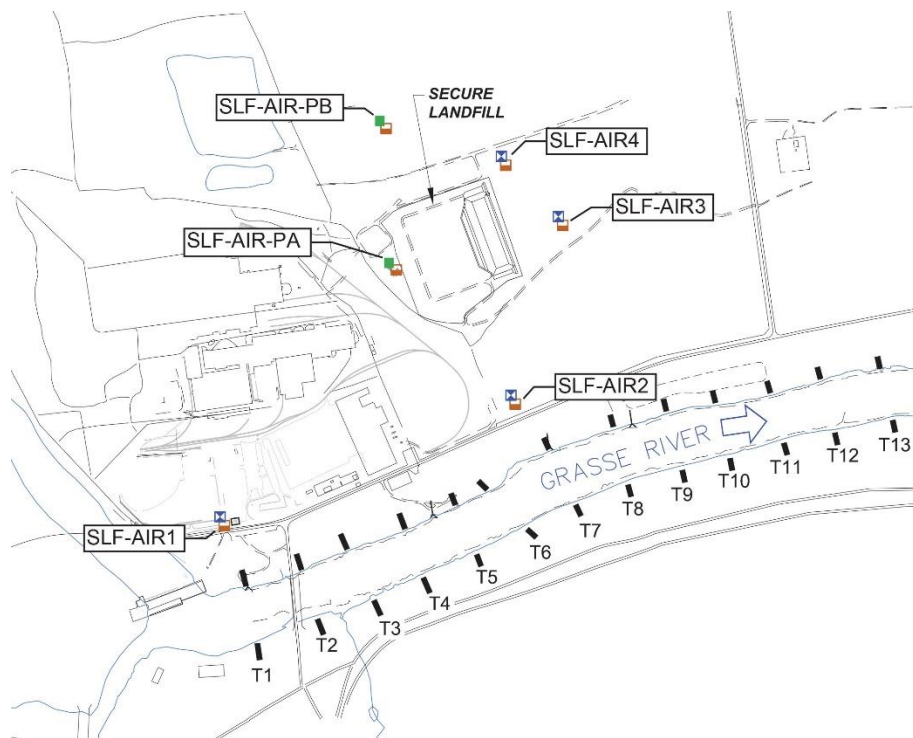 SECURE
LANDFILL
SLF-AIR-PB
SLF-AIR4
SLF-AIR3
SLF-AIR-PA
SLF-AIR2
GRASSE RIVER
SLF-AIR1
T1
T2
T3
T4
T5
T6
T7
T8
T9
T10
T11
T12
T13